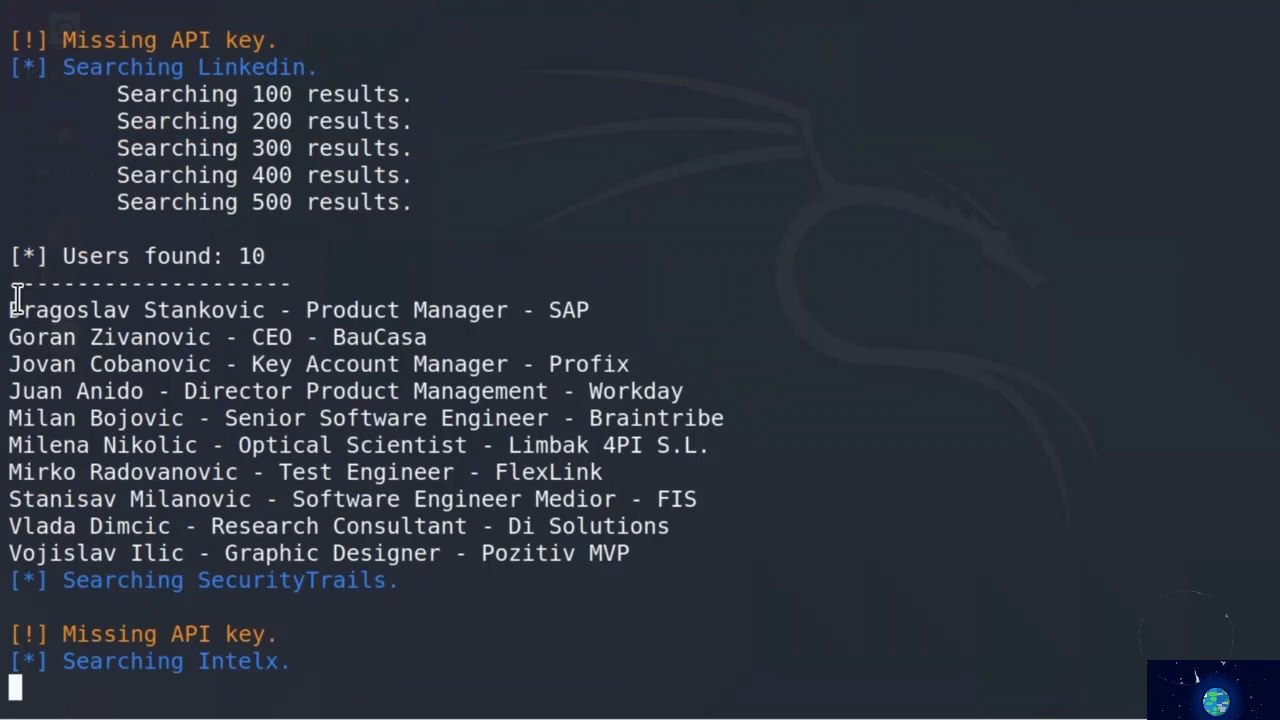 [!] Missing API key.
[*] Searching Linkedin.
Searching 100 results.
Searching 200 results.
Searching 300 results.
Searching 400 results.
Searching 500 results.
[*] Users found: 10
---------------------
Dragoslav Stankovic - Product Manager - SAP
Goran Zivanovic - CEO - BauCasa
Jovan Cobanovic - Key Account Manager - Profix
Juan Anido - Director Product Management - Workday
Milan Bojovic - Senior Software Engineer - Braintribe
Milena Nikolic - Optical Scientist - Limbak 4PI S.L.
Mirko Radovanovic - Test Engineer - FlexLink
Stanisav Milanovic - Software Engineer Medior - FIS
Vlada Dimcic - Research Consultant - Di Solutions
Vojislav Ilic - Graphic Designer - Pozitiv MVP
[*] Searching SecurityTrails.
[!] Missing API key.
[*] Searching Intelx.